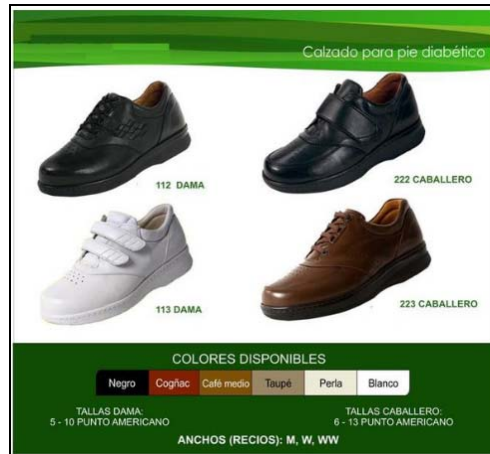 Calzado para pie diabético
112 DAMA
222 CABALLERO
113 DAMA
223 CABALLERO
COLORES DISPONIBLES
Negro Cogñac Café medio Taupé Perla Blanco
TALLAS DAMA:
5 - 10 PUNTO AMERICANO
TALLAS CABALLERO:
6 - 13 PUNTO AMERICANO
ANCHOS (RECIOS): M, W, WW